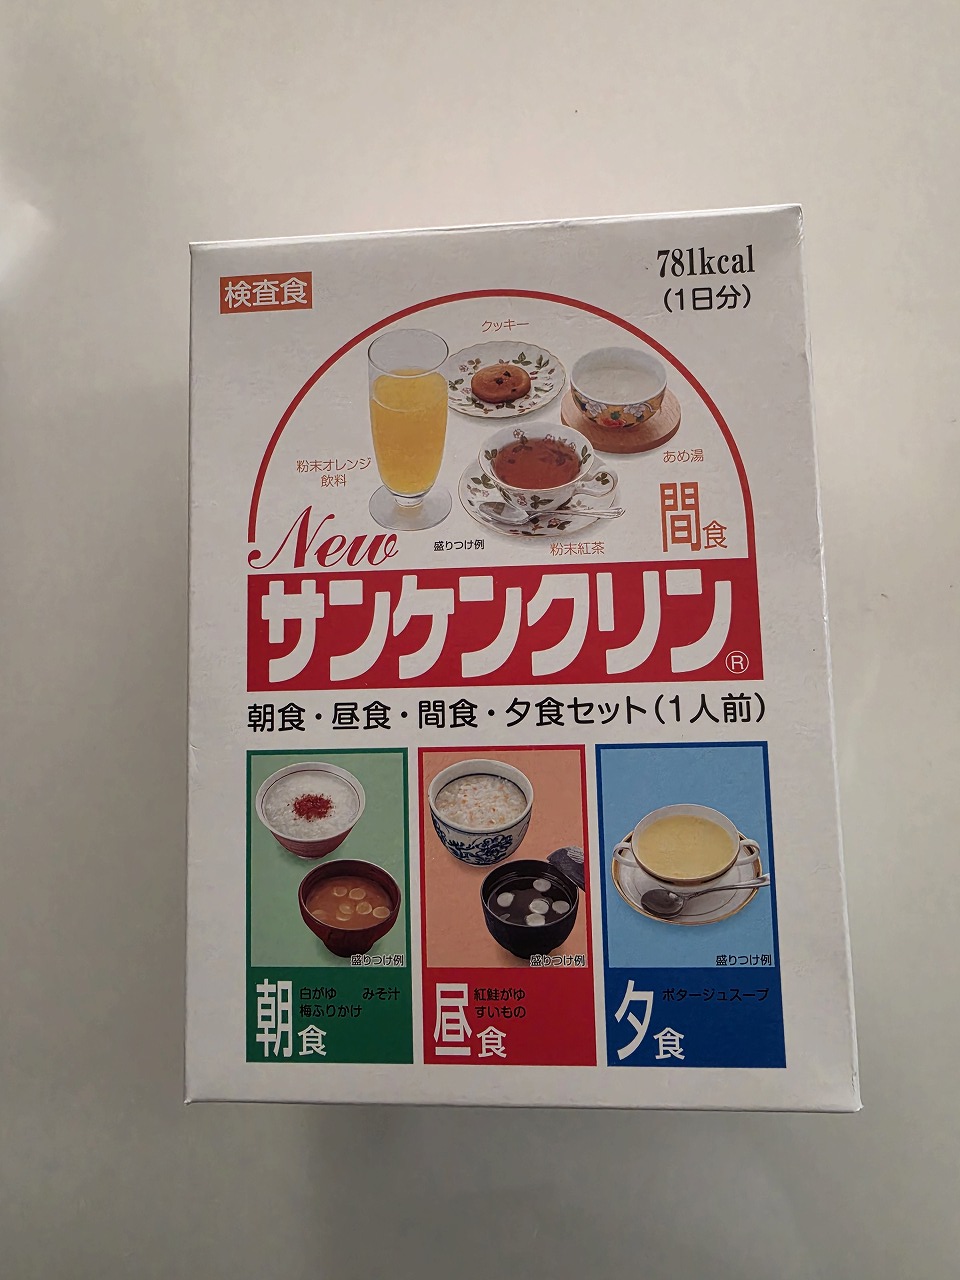 検査食
781kcal
(1日分)
クッキー
粉末オレンジ
飲料
あめ湯
盛りつけ例
粉末紅茶
間食
New
サンケンクリン®
朝食・昼食・間食・夕食セット(1人前)
盛りつけ例
朝食
白がゆ みそ汁
梅ふりかけ
盛りつけ例
昼食
紅鮭がゆ
すいもの
盛りつけ例
夕食
ポタージュスープ